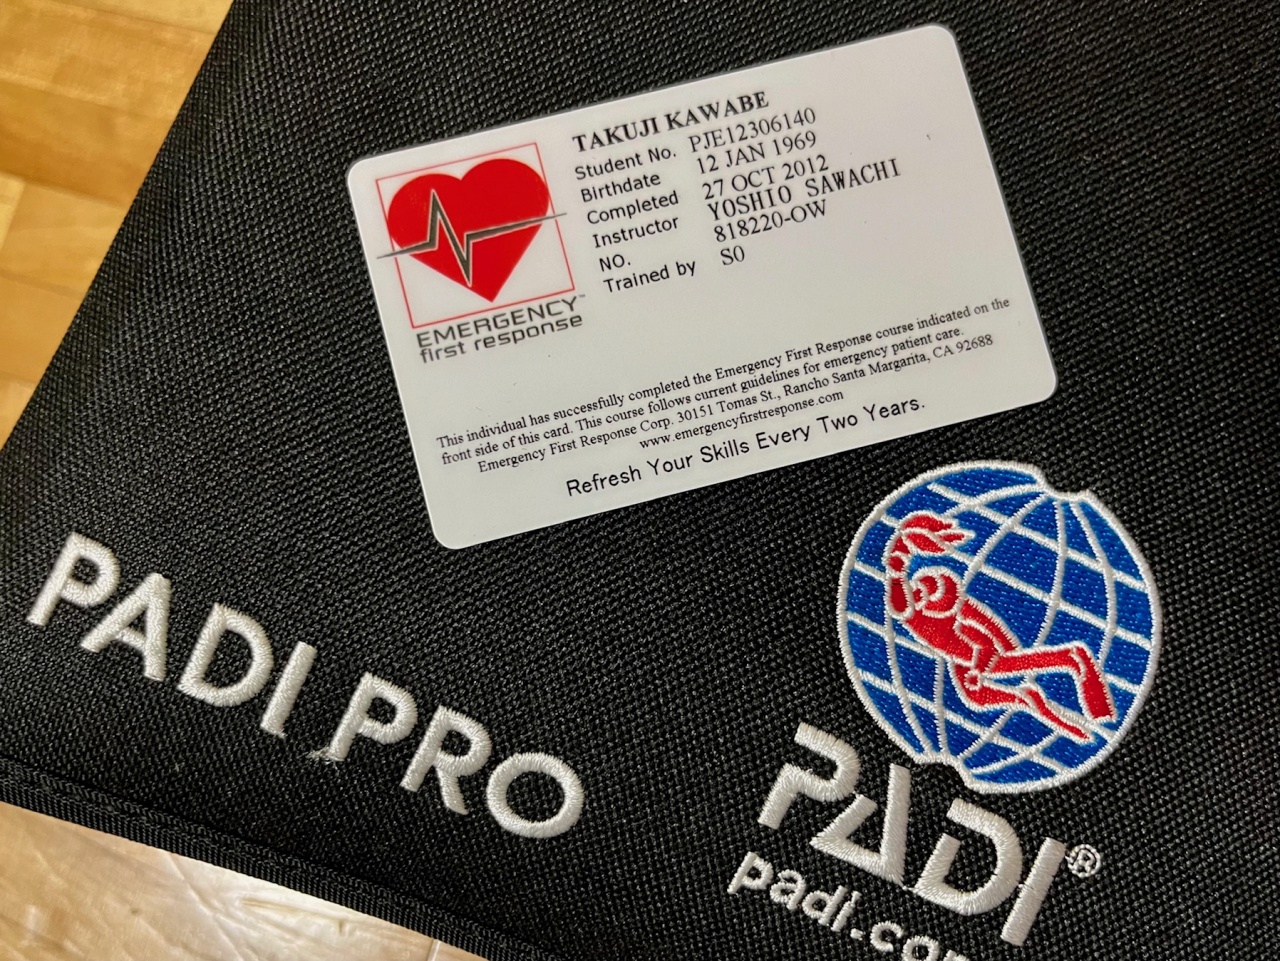 TAKUJI KAWABE
Student No. PJE12306140
Birthdate 12 JAN 1969
Completed 27 OCT 2012
Instructor YOSHIO SAWACHI
NO. 818220-OW
Trained by S0
EMERGENCY™
first response
This individual has successfully completed the Emergency First Response course indicated on the
front side of this card. This course follows current guidelines for emergency patient care.
Emergency First Response Corp. 30151 Tomas St., Rancho Santa Margarita, CA 92688
www.emergencyfirstresponse.com
Refresh Your Skills Every Two Years.
PADI PRO
PADI®
padi.com